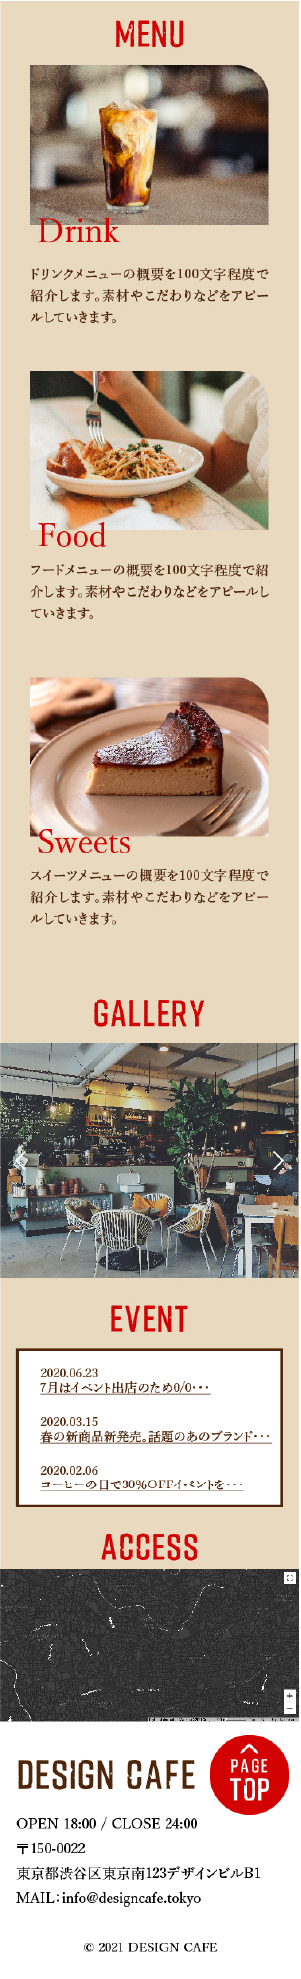 MENU
Drink
ドリンクメニューの概要を100文字程度で
紹介します。素材やこだわりなどをアピー
ルしていきます。
Food
フードメニューの概要を100文字程度で紹
介します。素材やこだわりなどをアピールし
ていきます。
Sweets
スイーツメニューの概要を100文字程度で
紹介します。素材やこだわりなどをアピー
ルしていきます。
GALLERY
EVENT
2020.06.23
7月はイベント出店のため0/0・・・
2020.03.15
春の新商品新発売。話題のあのブランド・・・
2020.02.06
コーヒーの日で30%OFFイベントを・・・
ACCESS
DESIGN CAFE
PAGE
TOP
OPEN 18:00 / CLOSE 24:00
〒150-0022
東京都渋谷区東京南123デザインビルB1
MAIL：info@designcafe.tokyo
© 2021 DESIGN CAFE